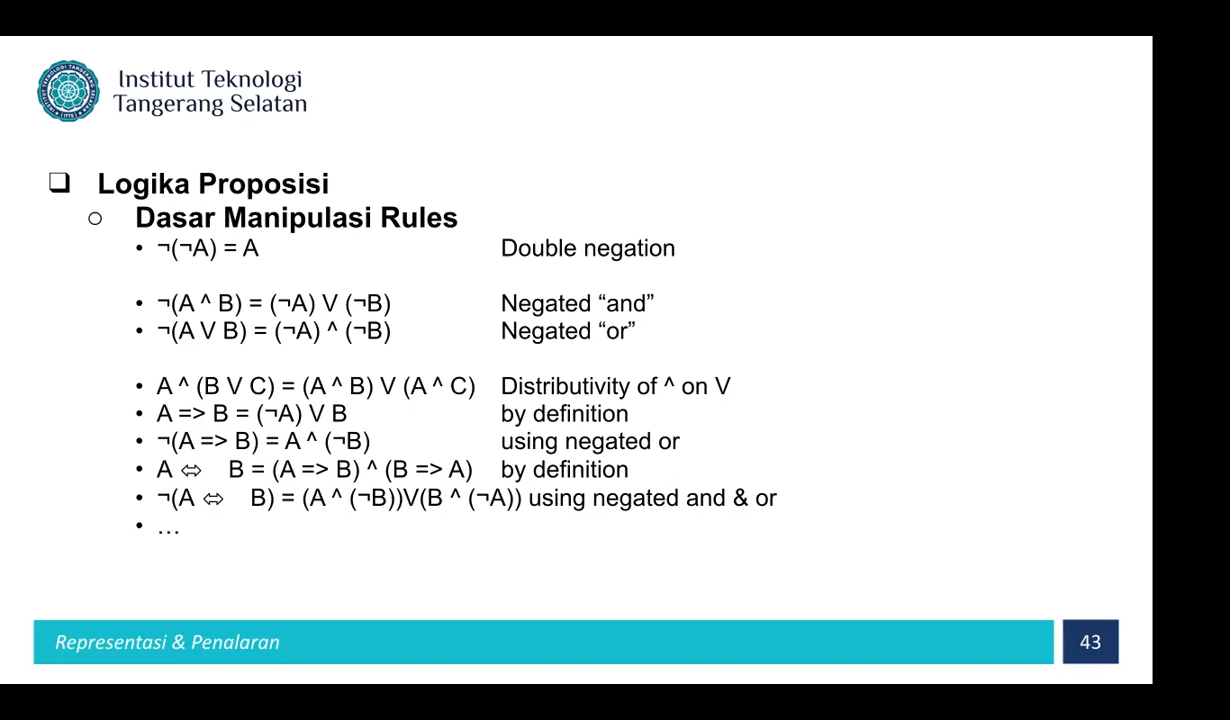 Institut Teknologi
Tangerang Selatan
❑ Logika Proposisi
○ Dasar Manipulasi Rules
• ¬(¬A) = A Double negation
• ¬(A ^ B) = (¬A) V (¬B) Negated “and”
• ¬(A V B) = (¬A) ^ (¬B) Negated “or”
• A ^ (B V C) = (A ^ B) V (A ^ C) Distributivity of ^ on V
• A => B = (¬A) V B by definition
• ¬(A => B) = A ^ (¬B) using negated or
• A ⬄ B = (A => B) ^ (B => A) by definition
• ¬(A ⬄ B) = (A ^ (¬B))V(B ^ (¬A)) using negated and & or
• …
Representasi & Penalaran
43